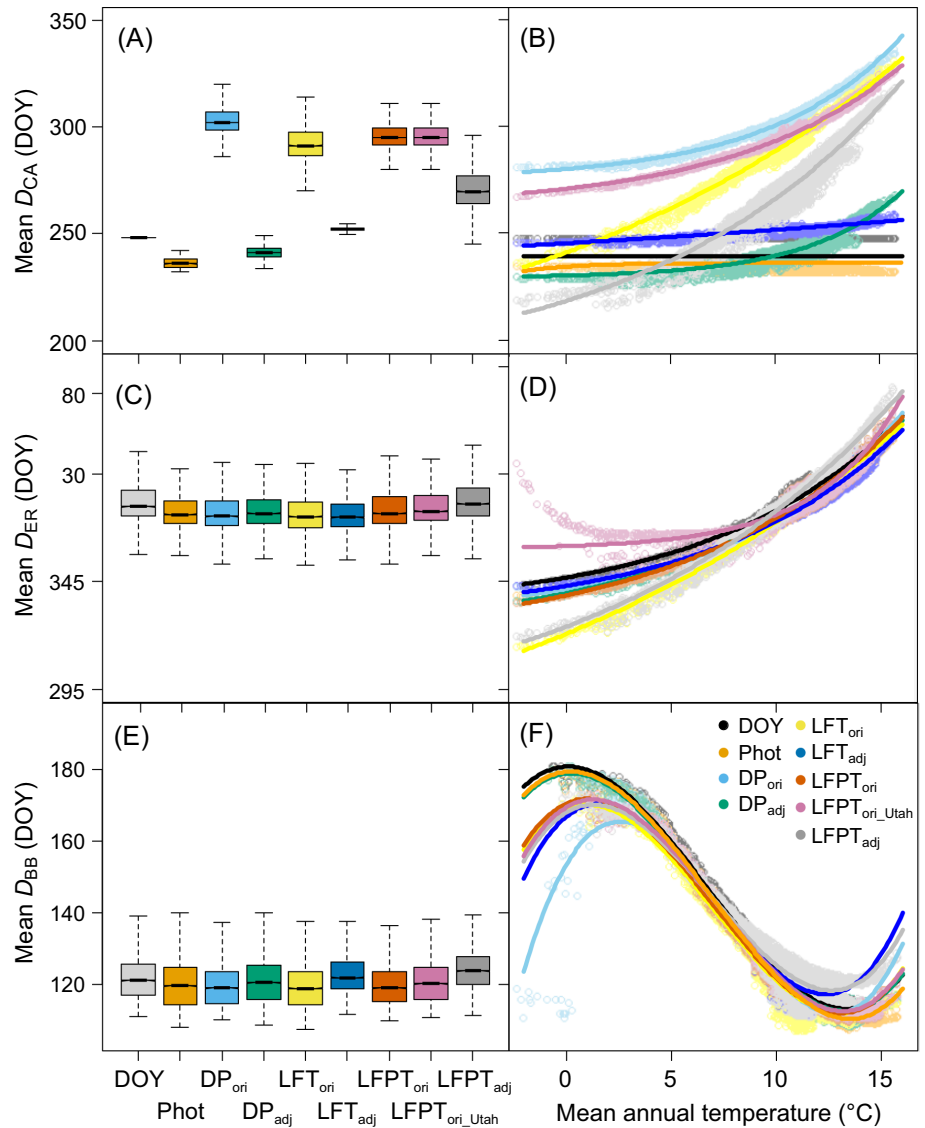 (A)
Mean D_CA (DOY)
350
300
250
200
(B)
(C)
Mean D_ER (DOY)
80
30
345
295
(D)
(E)
Mean D_BB (DOY)
180
160
140
120
DOY
Phot
DP_ori
DP_adj
LFT_ori
LFT_adj
LFPT_ori
LFPT_ori_Utah
LFPT_adj
(F)
DOY
Phot
DP_ori
DP_adj
LFT_ori
LFT_adj
LFPT_ori
LFPT_ori_Utah
LFPT_adj
0 5 10 15
Mean annual temperature (°C)